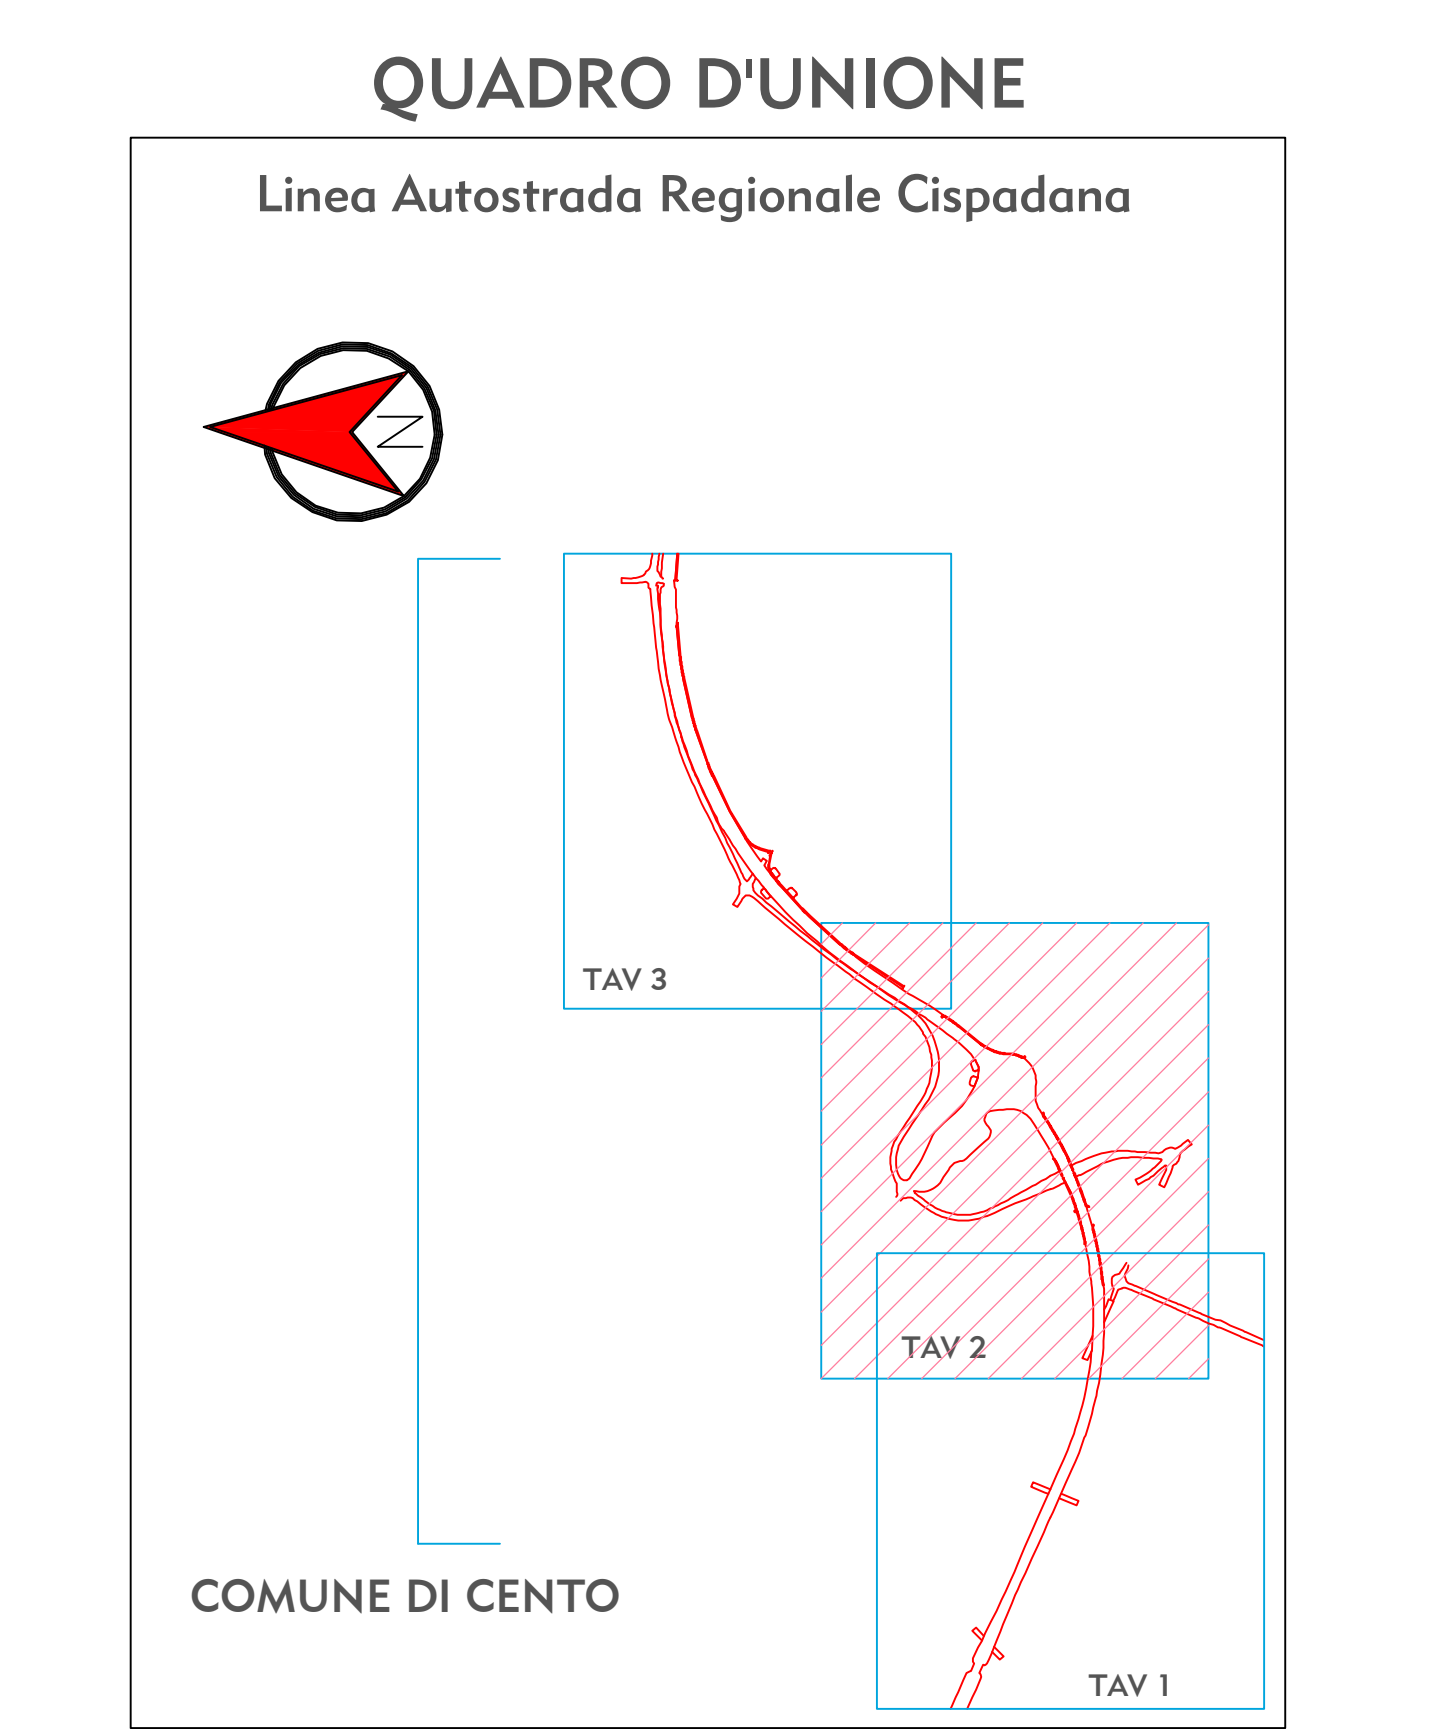 QUADRO D'UNIONE
Linea Autostrada Regionale Cispadana
N
TAV 3
TAV 2
COMUNE DI CENTO
TAV 1